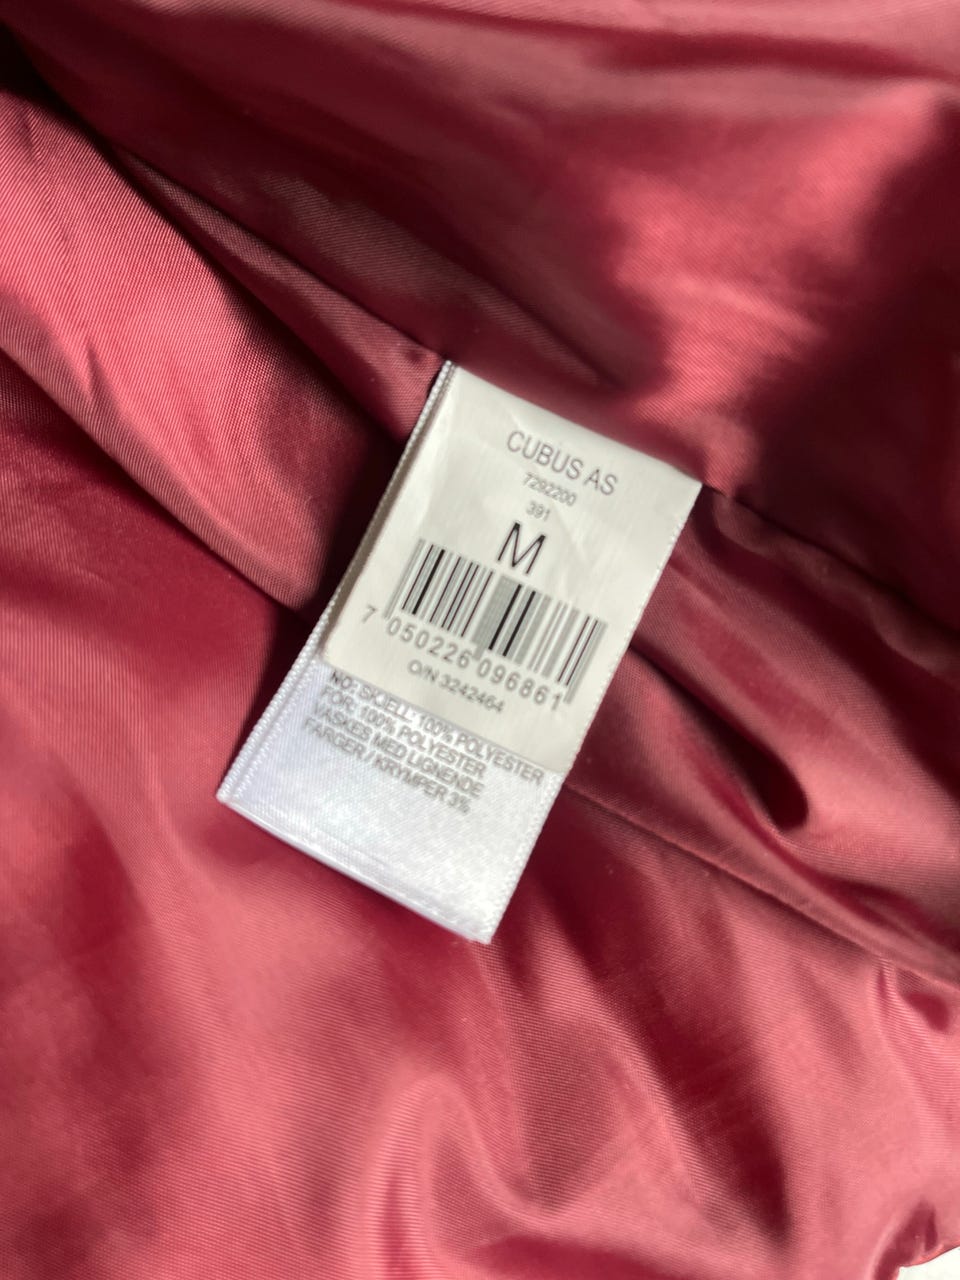 CUBUS AS
7292200
391
M
7 050226 096861
O/N 3242464
NO: SKJELL: 100% POLYESTER
FOR: 100% POLYESTER
VASKES MED LIGNENDE
FARGER / KRYMPER 3%